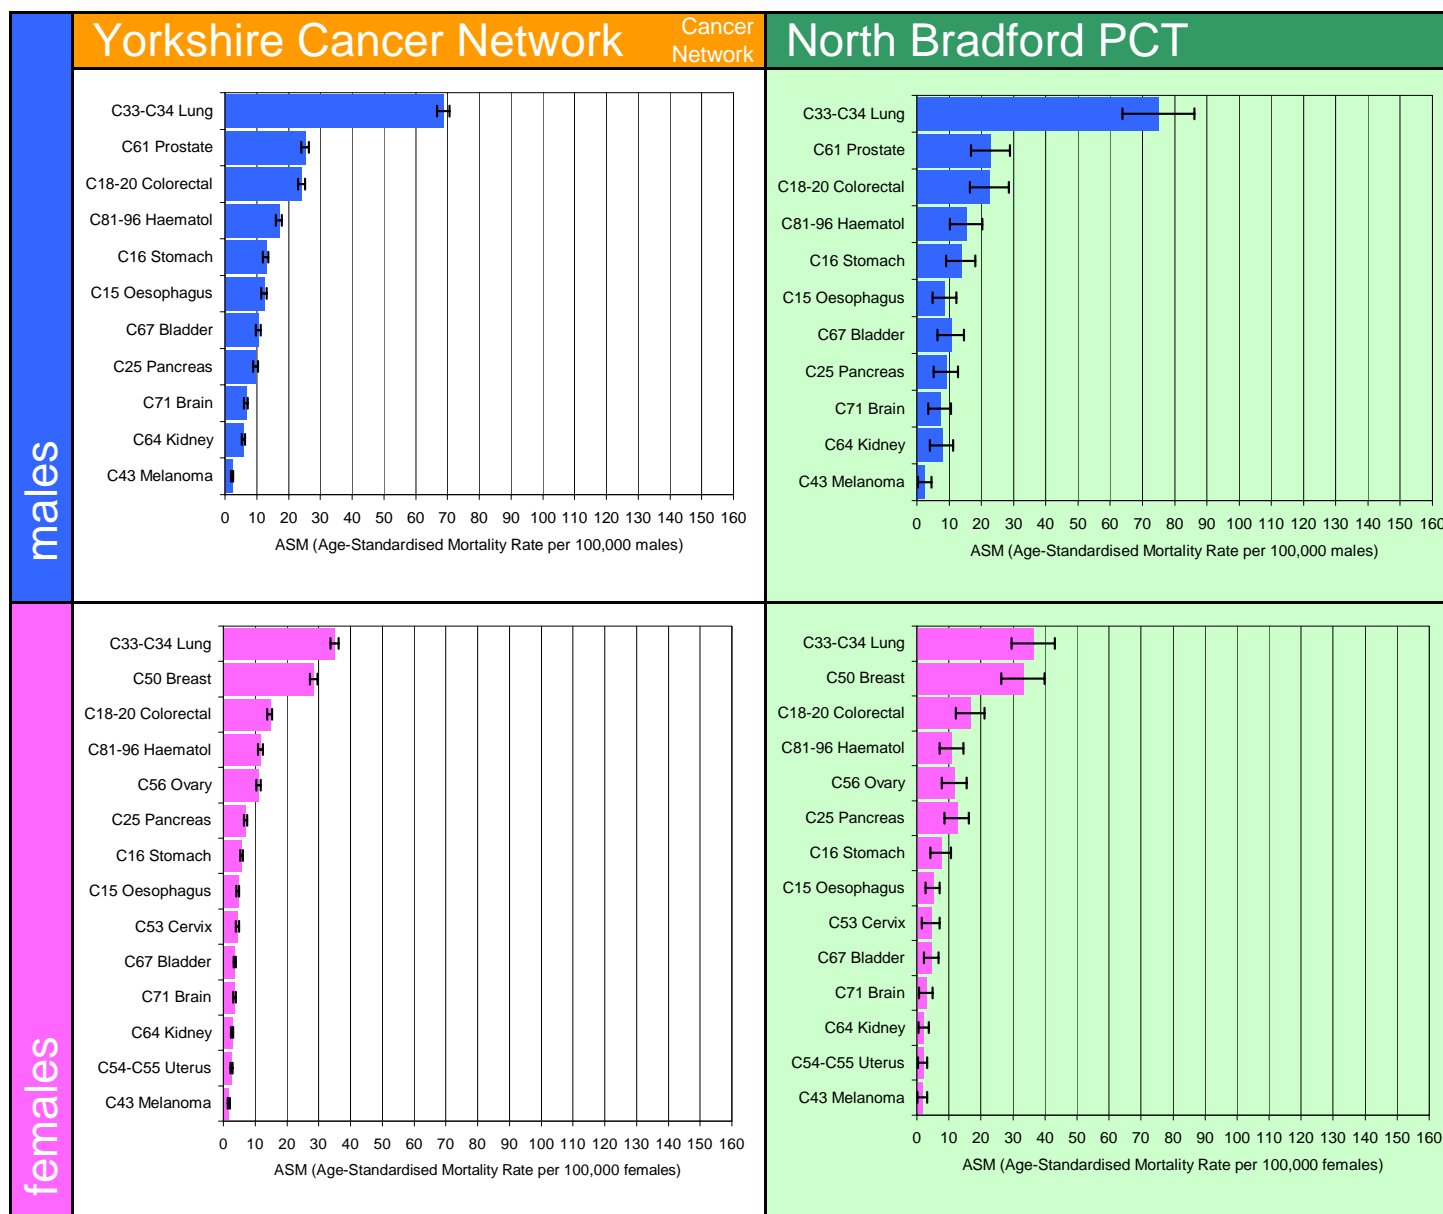 Yorkshire Cancer Network
Cancer
Network
North Bradford PCT
males
C33-C34 Lung
C61 Prostate
C18-20 Colorectal
C81-96 Haematol
C16 Stomach
C15 Oesophagus
C67 Bladder
C25 Pancreas
C71 Brain
C64 Kidney
C43 Melanoma
0 10 20 30 40 50 60 70 80 90 100 110 120 130 140 150 160
ASM (Age-Standardised Mortality Rate per 100,000 males)
C33-C34 Lung
C61 Prostate
C18-20 Colorectal
C81-96 Haematol
C16 Stomach
C15 Oesophagus
C67 Bladder
C25 Pancreas
C71 Brain
C64 Kidney
C43 Melanoma
0 10 20 30 40 50 60 70 80 90 100 110 120 130 140 150 160
ASM (Age-Standardised Mortality Rate per 100,000 males)
females
C33-C34 Lung
C50 Breast
C18-20 Colorectal
C81-96 Haematol
C56 Ovary
C25 Pancreas
C16 Stomach
C15 Oesophagus
C53 Cervix
C67 Bladder
C71 Brain
C64 Kidney
C54-C55 Uterus
C43 Melanoma
0 10 20 30 40 50 60 70 80 90 100 110 120 130 140 150 160
ASM (Age-Standardised Mortality Rate per 100,000 females)
C33-C34 Lung
C50 Breast
C18-20 Colorectal
C81-96 Haematol
C56 Ovary
C25 Pancreas
C16 Stomach
C15 Oesophagus
C53 Cervix
C67 Bladder
C71 Brain
C64 Kidney
C54-C55 Uterus
C43 Melanoma
0 10 20 30 40 50 60 70 80 90 100 110 120 130 140 150 160
ASM (Age-Standardised Mortality Rate per 100,000 females)